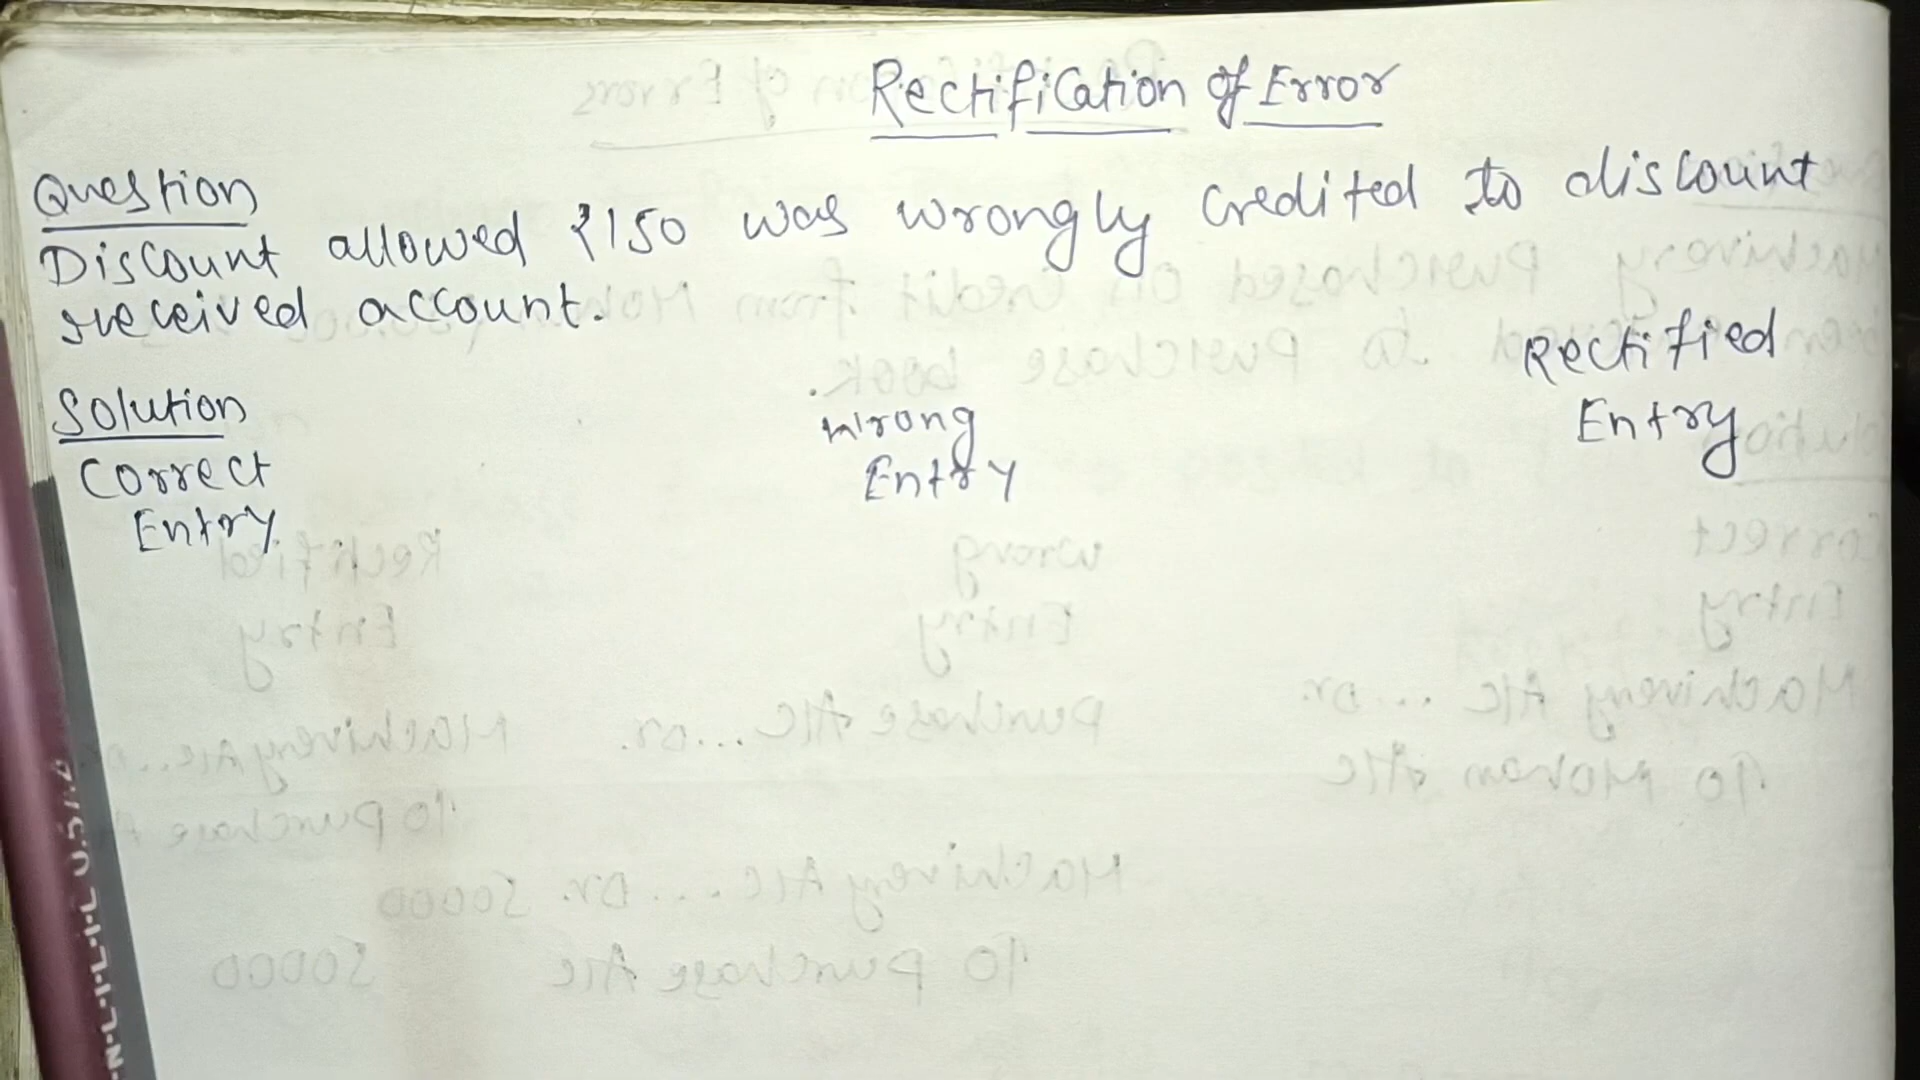 Rectification of Error
Question
Discount allowed ₹150 was wrongly credited to discount
received account.
Solution
Correct
Entry
Wrong
Entry
Rectified
Entry